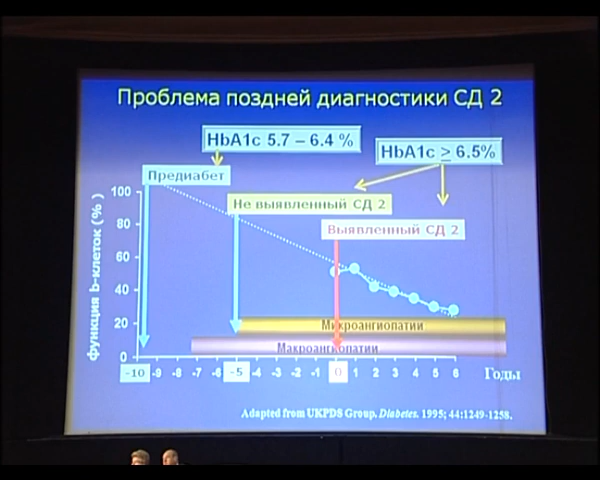 Проблема поздней диагностики СД 2
HbA1c 5.7 – 6.4 %
HbA1c ≥ 6.5%
Предиабет
Не выявленный СД 2
Выявленный СД 2
функция b-клеток (%)
100
80
60
40
20
0
Микроангиопатии
Макроангиопатии
-10 -9 -8 -7 -6 -5 -4 -3 -2 -1 0 1 2 3 4 5 6 Годы
Adapted from UKPDS Group. Diabetes. 1995; 44:1249-1258.